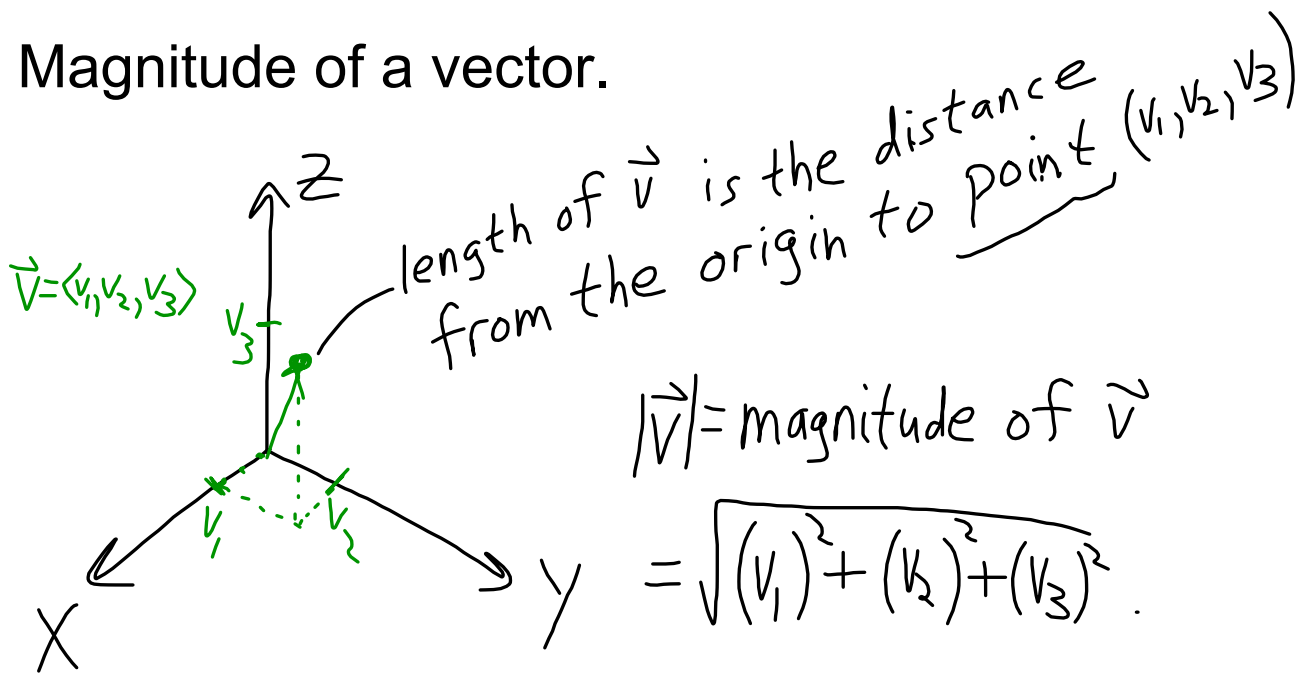 Magnitude of a vector.
length of v⃗ is the distance
from the origin to point (v₁, v₂, v₃)
Z
v⃗=⟨v₁, v₂, v₃⟩
v₃
|v⃗| = magnitude of v⃗
v₁
v₂
= √((v₁)² + (v₂)² + (v₃)²).
X
Y